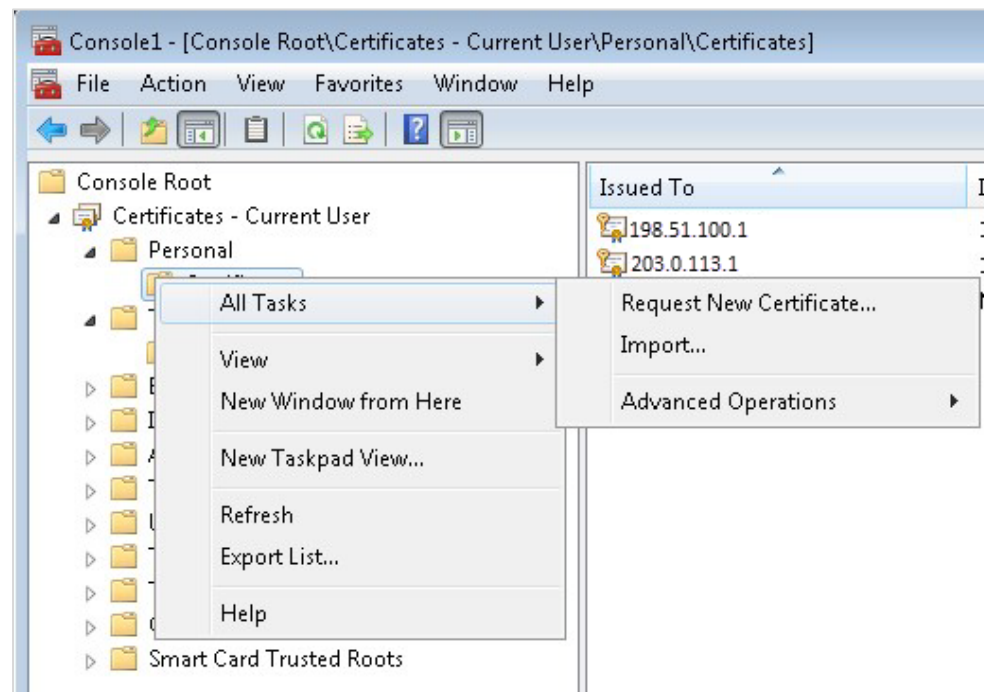 Console1 - [Console Root\Certificates - Current User\Personal\Certificates]
File Action View Favorites Window Help
Console Root
Certificates - Current User
Personal
Smart Card Trusted Roots
All Tasks
View
New Window from Here
New Taskpad View...
Refresh
Export List...
Help
Request New Certificate...
Import...
Advanced Operations
Issued To
198.51.100.1
203.0.113.1